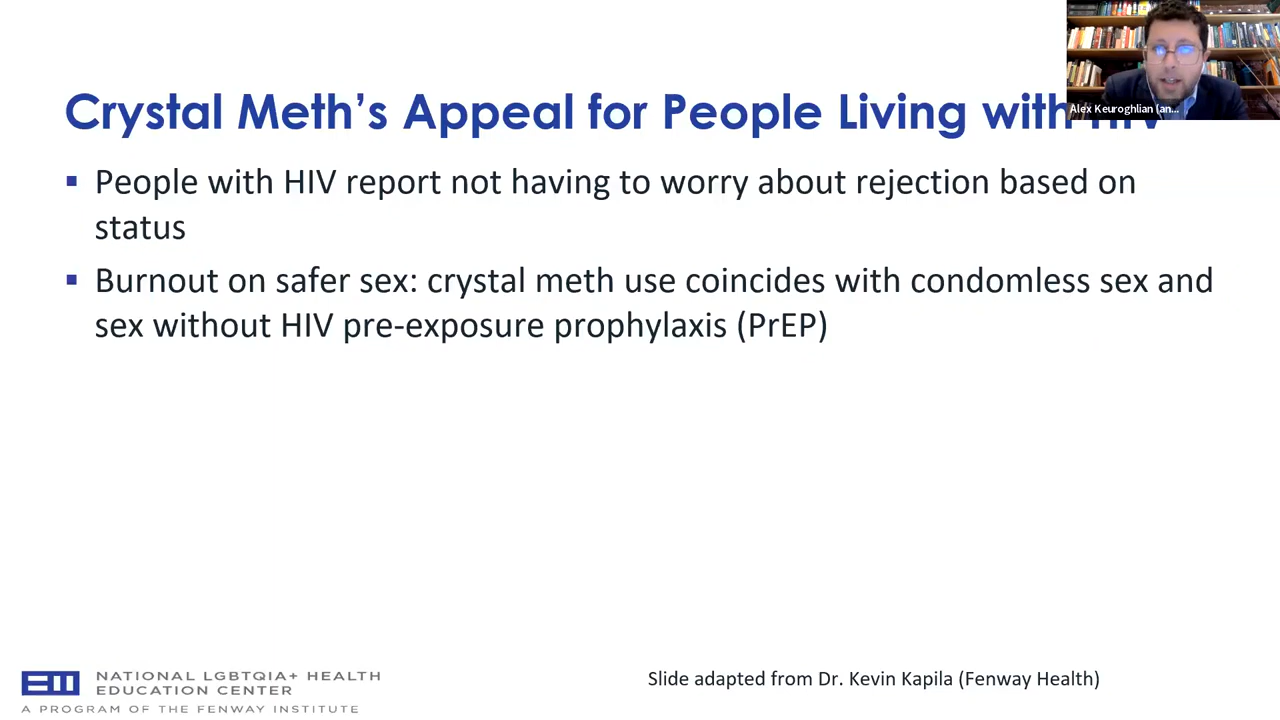 Crystal Meth's Appeal for People Living with HIV
Alex Keuroghlian (an...
▪ People with HIV report not having to worry about rejection based on
status
▪ Burnout on safer sex: crystal meth use coincides with condomless sex and
sex without HIV pre-exposure prophylaxis (PrEP)
NATIONAL LGBTQIA+ HEALTH
EDUCATION CENTER
A PROGRAM OF THE FENWAY INSTITUTE
Slide adapted from Dr. Kevin Kapila (Fenway Health)